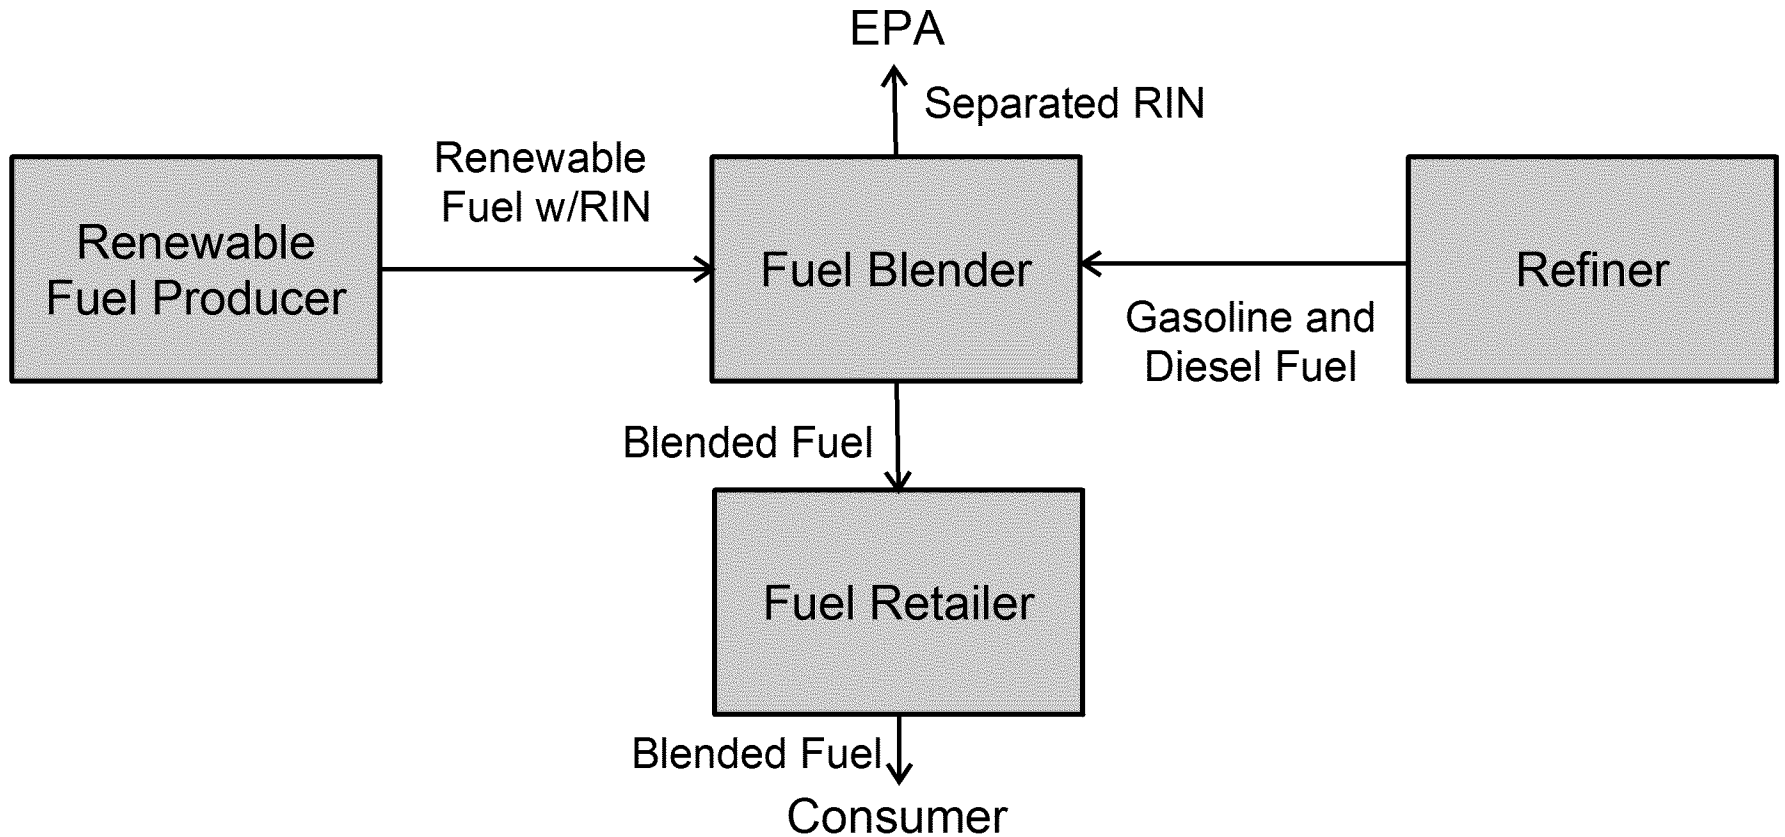 EPA
Separated RIN
Renewable
Fuel w/RIN
Renewable
Fuel Producer
Fuel Blender
Refiner
Gasoline and
Diesel Fuel
Blended Fuel
Fuel Retailer
Blended Fuel
Consumer